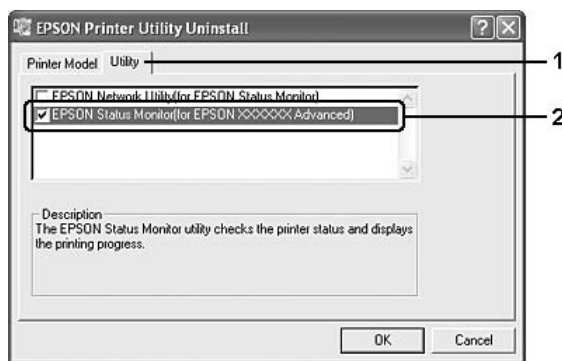 EPSON Printer Utility Uninstall
Printer Model Utility 1
EPSON Network Utility(for EPSON Status Monitor)
EPSON Status Monitor(for EPSON XXXXXX Advanced) 2
Description
The EPSON Status Monitor utility checks the printer status and displays
the printing progress.
OK Cancel